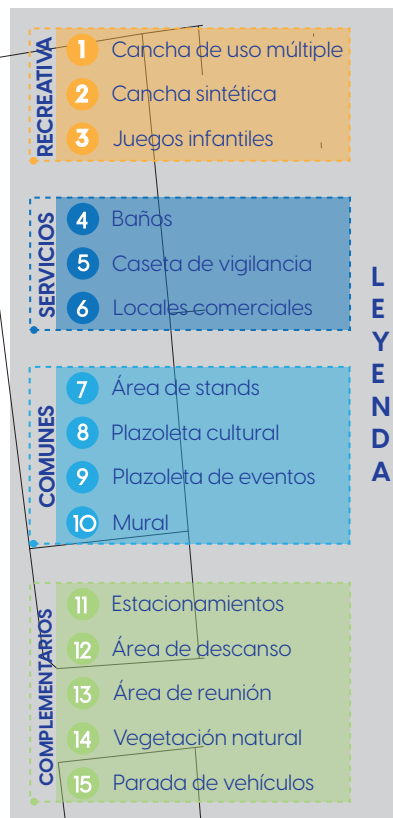 RECREATIVA
1 Cancha de uso múltiple
2 Cancha sintética
3 Juegos infantiles
SERVICIOS
4 Baños
5 Caseta de vigilancia
6 Locales comerciales
COMUNES
7 Área de stands
8 Plazoleta cultural
9 Plazoleta de eventos
10 Mural
COMPLEMENTARIOS
11 Estacionamientos
12 Área de descanso
13 Área de reunión
14 Vegetación natural
15 Parada de vehículos
LEYENDA